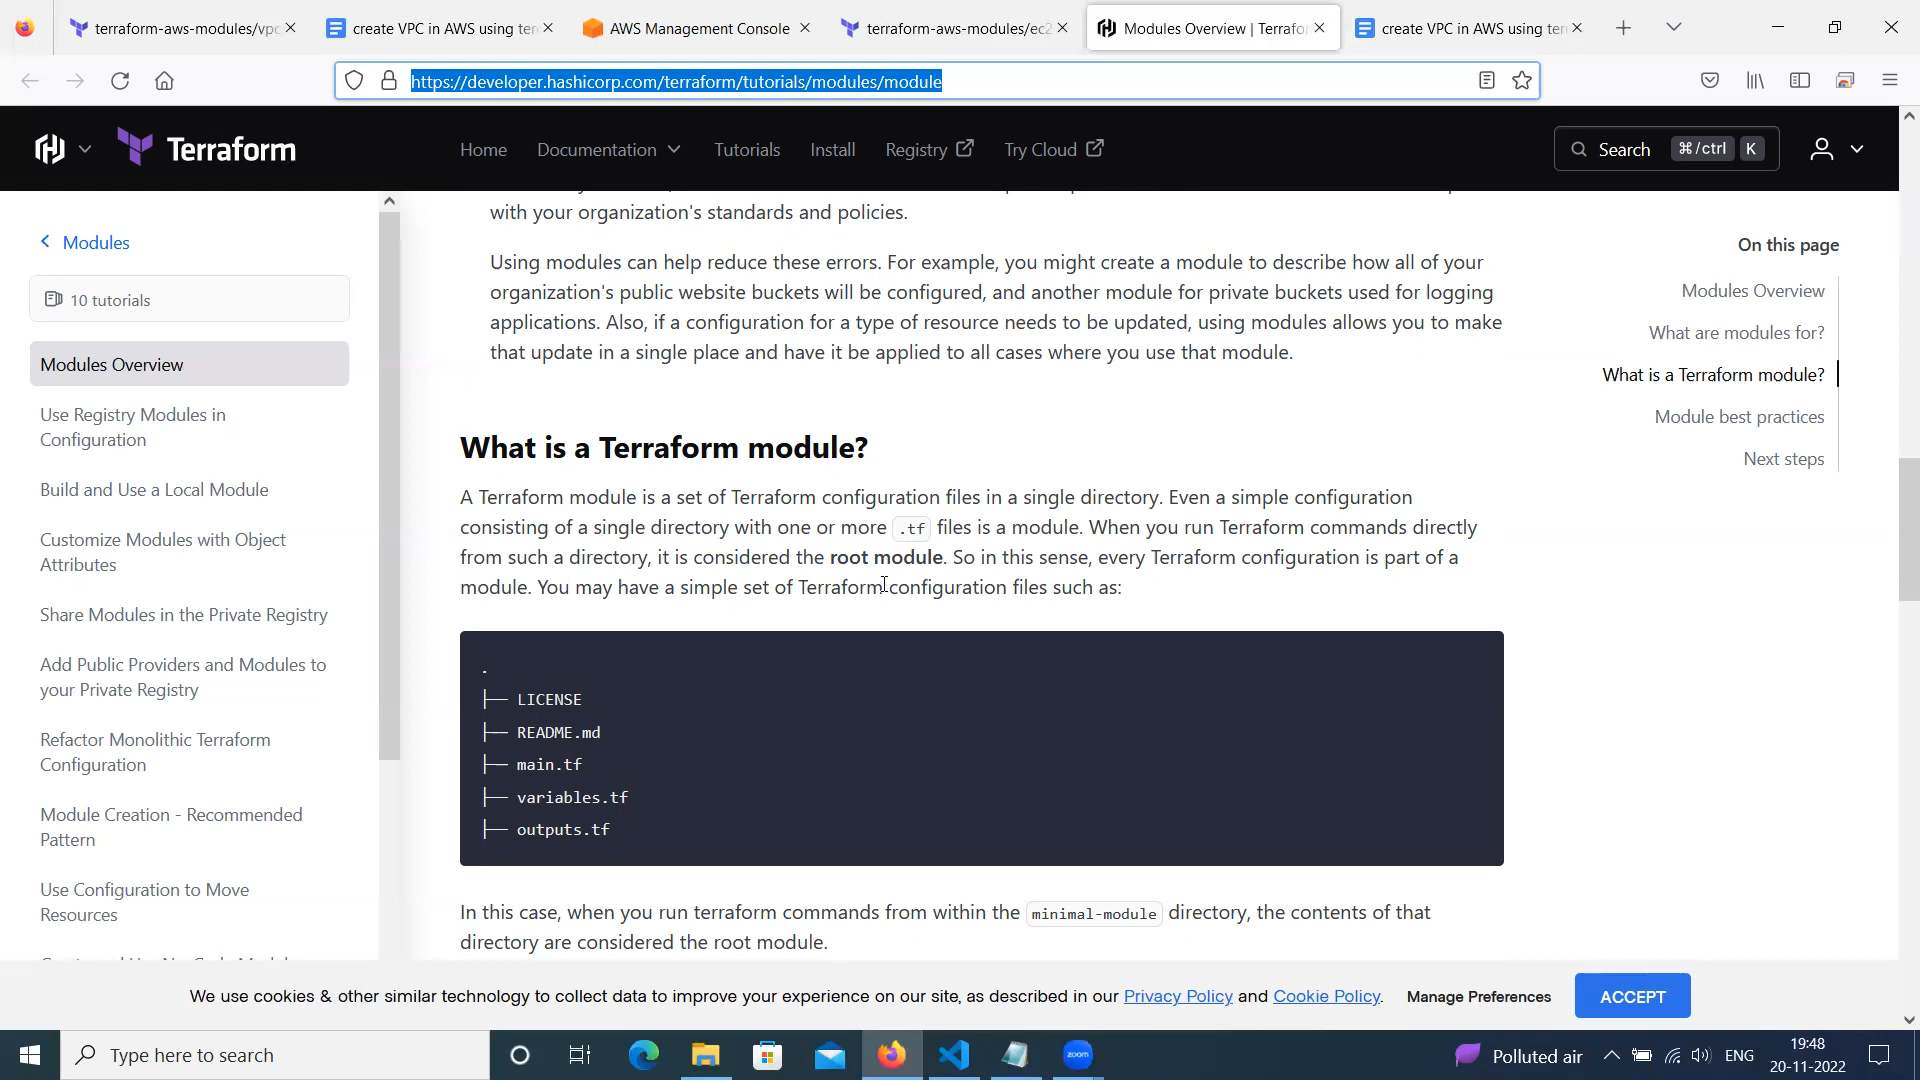 terraform-aws-modules/vpc
create VPC in AWS using ter
AWS Management Console
terraform-aws-modules/ec2
Modules Overview | Terrafor
create VPC in AWS using ter
https://developer.hashicorp.com/terraform/tutorials/modules/module
Terraform
Home
Documentation
Tutorials
Install
Registry
Try Cloud
Search
⌘/ctrl
K
Modules
10 tutorials
Modules Overview
Use Registry Modules in
Configuration
Build and Use a Local Module
Customize Modules with Object
Attributes
Share Modules in the Private Registry
Add Public Providers and Modules to
your Private Registry
Refactor Monolithic Terraform
Configuration
Module Creation - Recommended
Pattern
Use Configuration to Move
Resources
with your organization's standards and policies.
Using modules can help reduce these errors. For example, you might create a module to describe how all of your
organization's public website buckets will be configured, and another module for private buckets used for logging
applications. Also, if a configuration for a type of resource needs to be updated, using modules allows you to make
that update in a single place and have it be applied to all cases where you use that module.
What is a Terraform module?
A Terraform module is a set of Terraform configuration files in a single directory. Even a simple configuration
consisting of a single directory with one or more .tf files is a module. When you run Terraform commands directly
from such a directory, it is considered the root module. So in this sense, every Terraform configuration is part of a
module. You may have a simple set of Terraform configuration files such as:
.
├── LICENSE
├── README.md
├── main.tf
├── variables.tf
├── outputs.tf
In this case, when you run terraform commands from within the minimal-module directory, the contents of that
directory are considered the root module.
On this page
Modules Overview
What are modules for?
What is a Terraform module?
Module best practices
Next steps
We use cookies & other similar technology to collect data to improve your experience on our site, as described in our Privacy Policy and Cookie Policy.
Manage Preferences
ACCEPT
Type here to search
zoom
Polluted air
ENG
19:48
20-11-2022